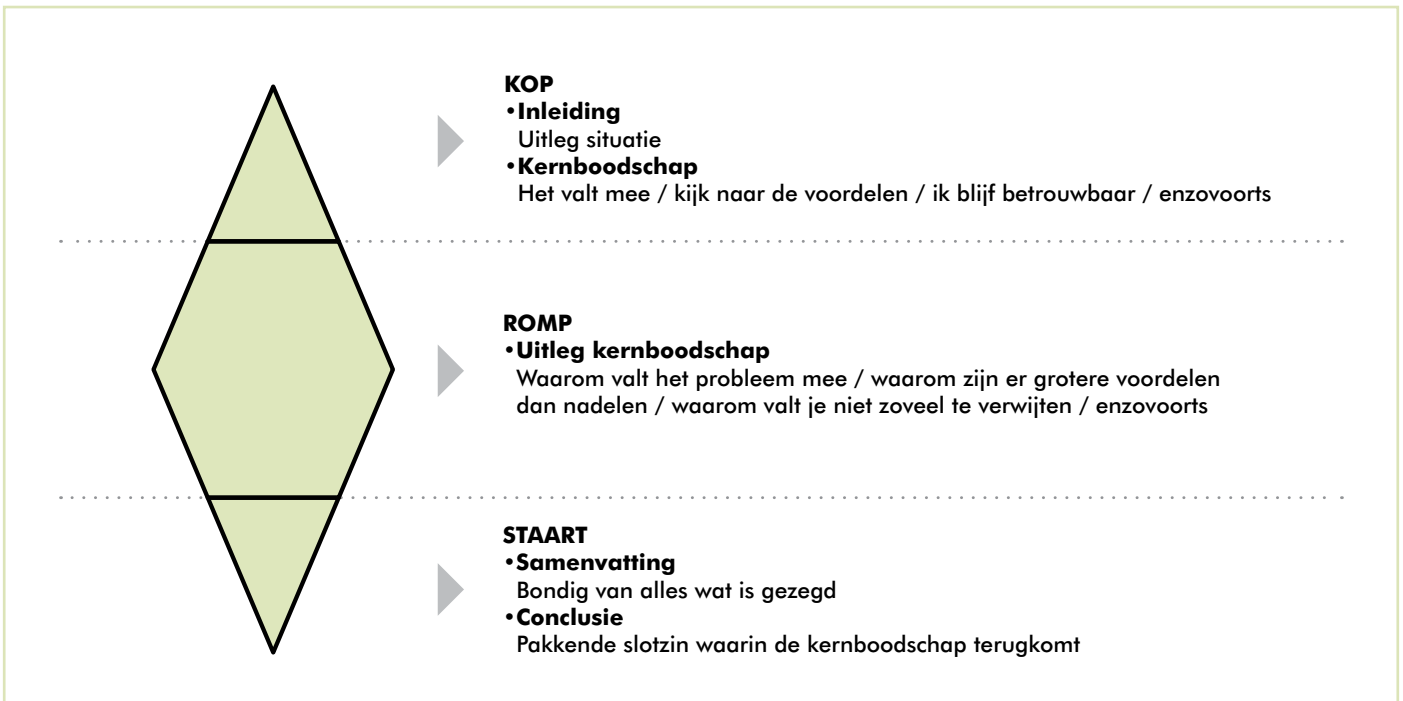 KOP
•Inleiding
Uitleg situatie
•Kernboodschap
Het valt mee / kijk naar de voordelen / ik blijf betrouwbaar / enzovoorts
ROMP
•Uitleg kernboodschap
Waarom valt het probleem mee / waarom zijn er grotere voordelen
dan nadelen / waarom valt je niet zoveel te verwijten / enzovoorts
STAART
•Samenvatting
Bondig van alles wat is gezegd
•Conclusie
Pakkende slotzin waarin de kernboodschap terugkomt